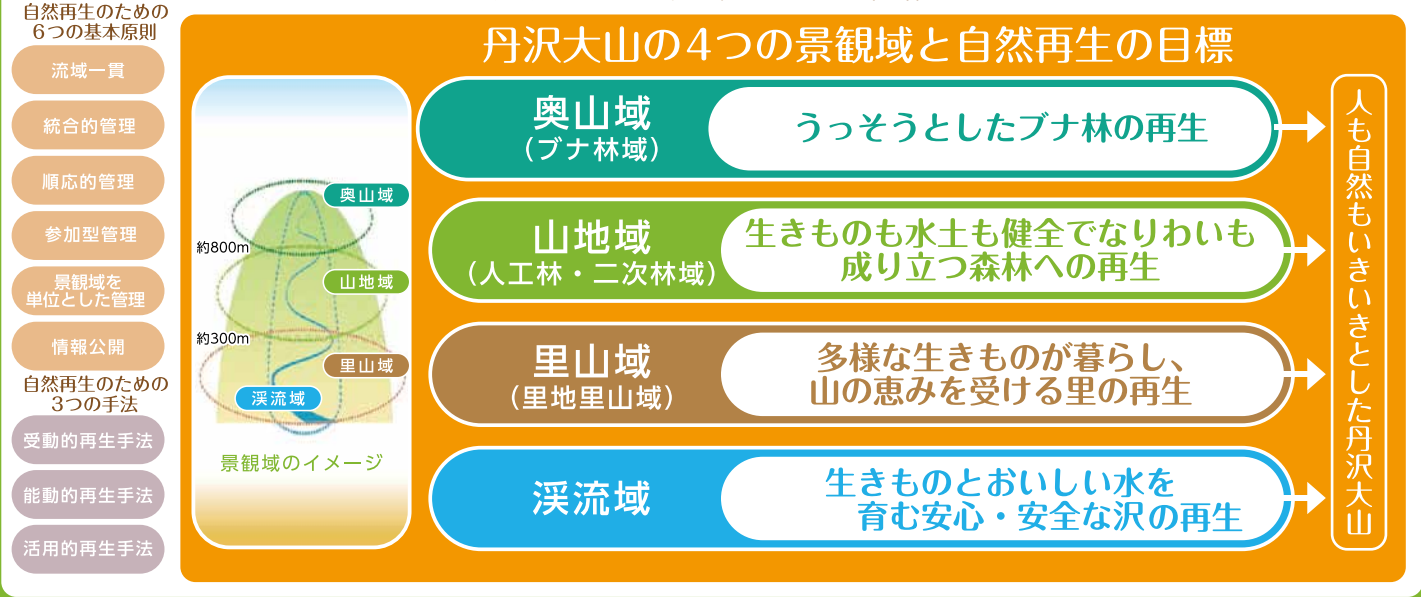 自然再生のための
6つの基本原則
流域一貫
統合的管理
順応的管理
参加型管理
景観域を
単位とした管理
情報公開
自然再生のための
3つの手法
受動的再生手法
能動的再生手法
活用的再生手法
丹沢大山の4つの景観域と自然再生の目標
奥山域
約800m
山地域
約300m
里山域
渓流域
景観域のイメージ
奥山域
(ブナ林域)
うっそうとしたブナ林の再生
山地域
(人工林・二次林域)
生きものも水土も健全でなりわいも
成り立つ森林への再生
里山域
(里地里山域)
多様な生きものが暮らし、
山の恵みを受ける里の再生
渓流域
生きものとおいしい水を
育む安心・安全な沢の再生
人も自然もいきいきとした丹沢大山